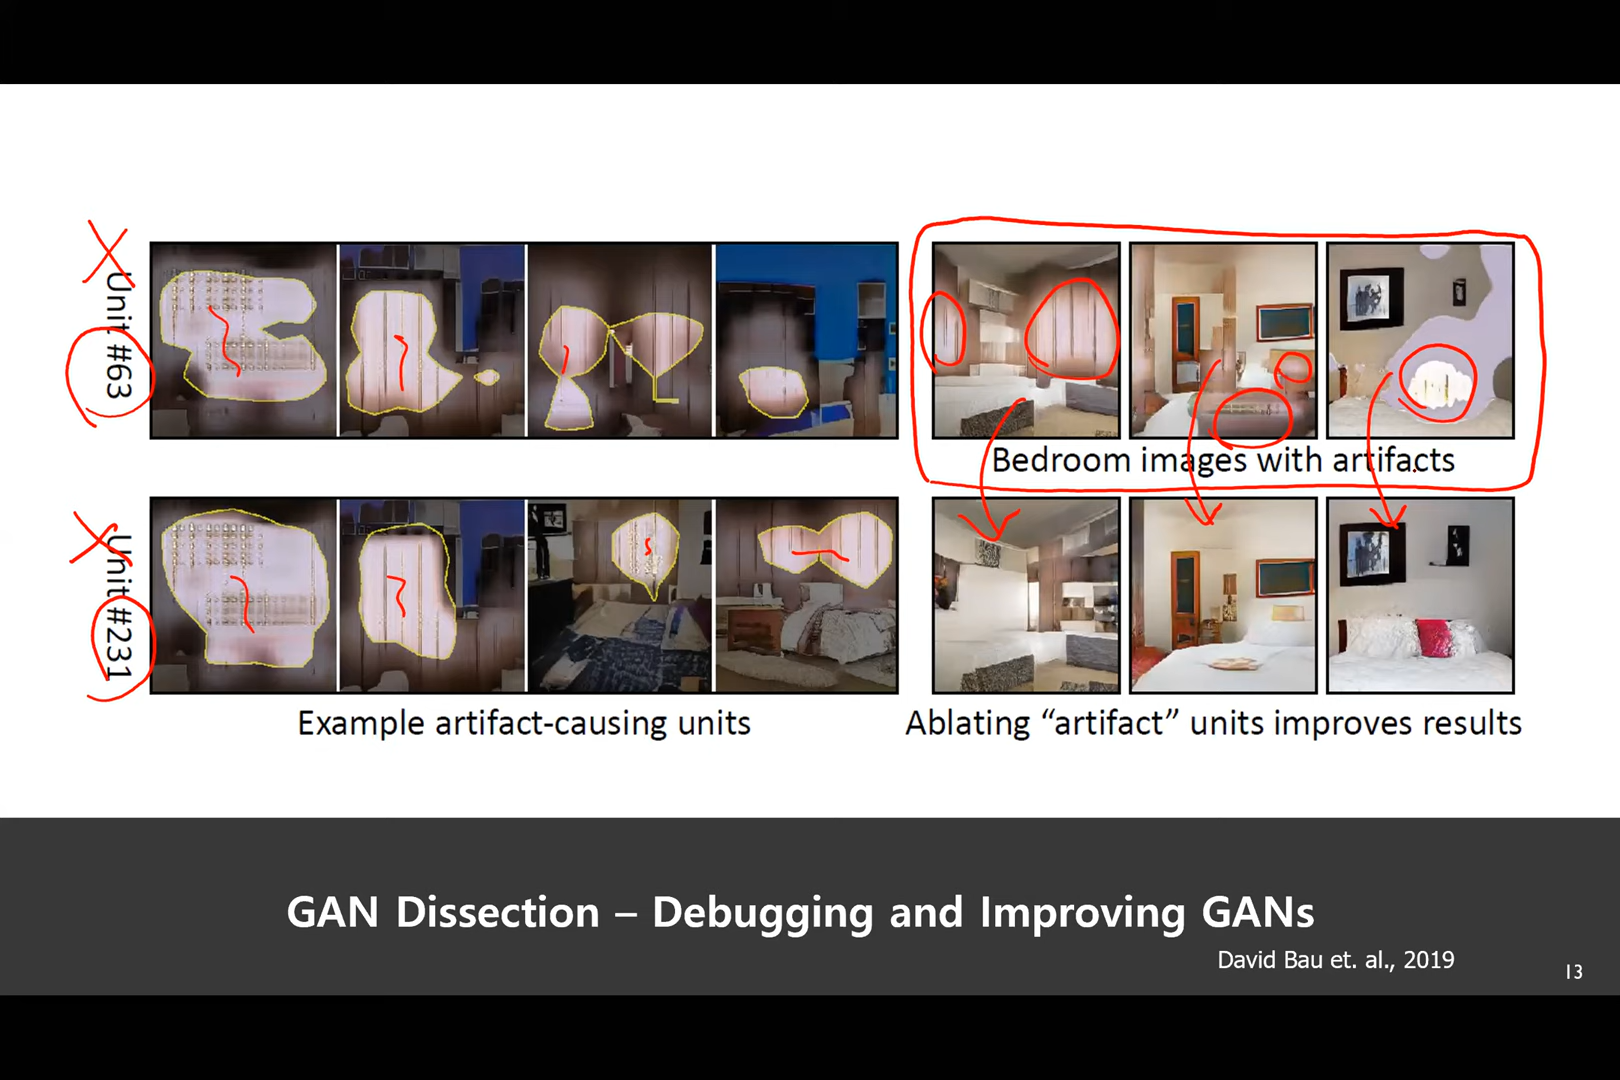 Unit #63
Bedroom images with artifacts
Unit #231
Example artifact-causing units
Ablating “artifact” units improves results
GAN Dissection – Debugging and Improving GANs
David Bau et. al., 2019
13